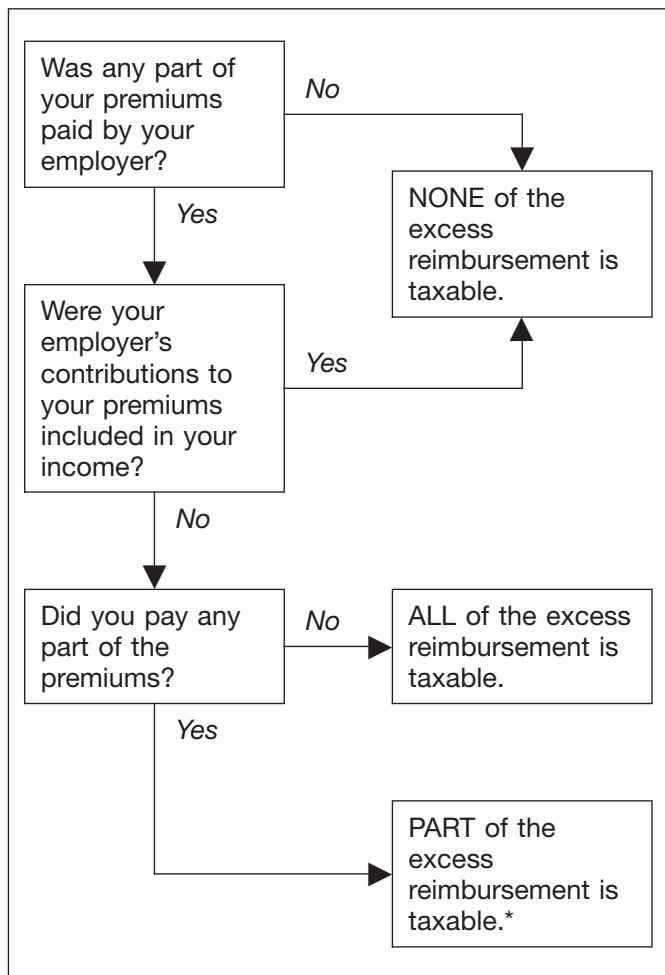 Was any part of
your premiums
paid by your
employer?
No
Yes
NONE of the
excess
reimbursement is
taxable.
Were your
employer’s
contributions to
your premiums
included in your
income?
Yes
No
Did you pay any
part of the
premiums?
No
ALL of the excess
reimbursement is
taxable.
Yes
PART of the
excess
reimbursement is
taxable.*